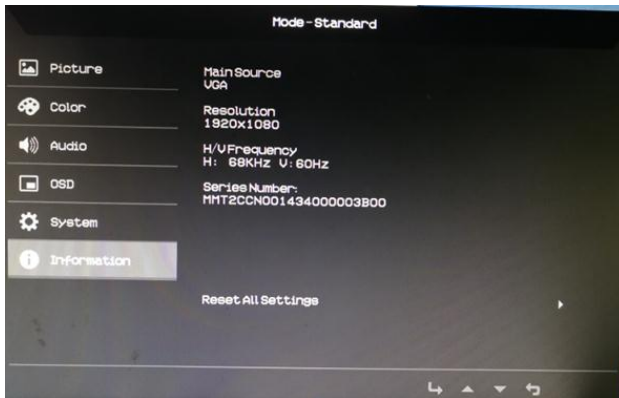 Mode - Standard
Picture
Color
Audio
OSD
System
Information
Main Source
VGA
Resolution
1920x1080
H/V Frequency
H: 68KHz V: 60Hz
Series Number:
MMT2CCN001434000003B00
Reset All Settings